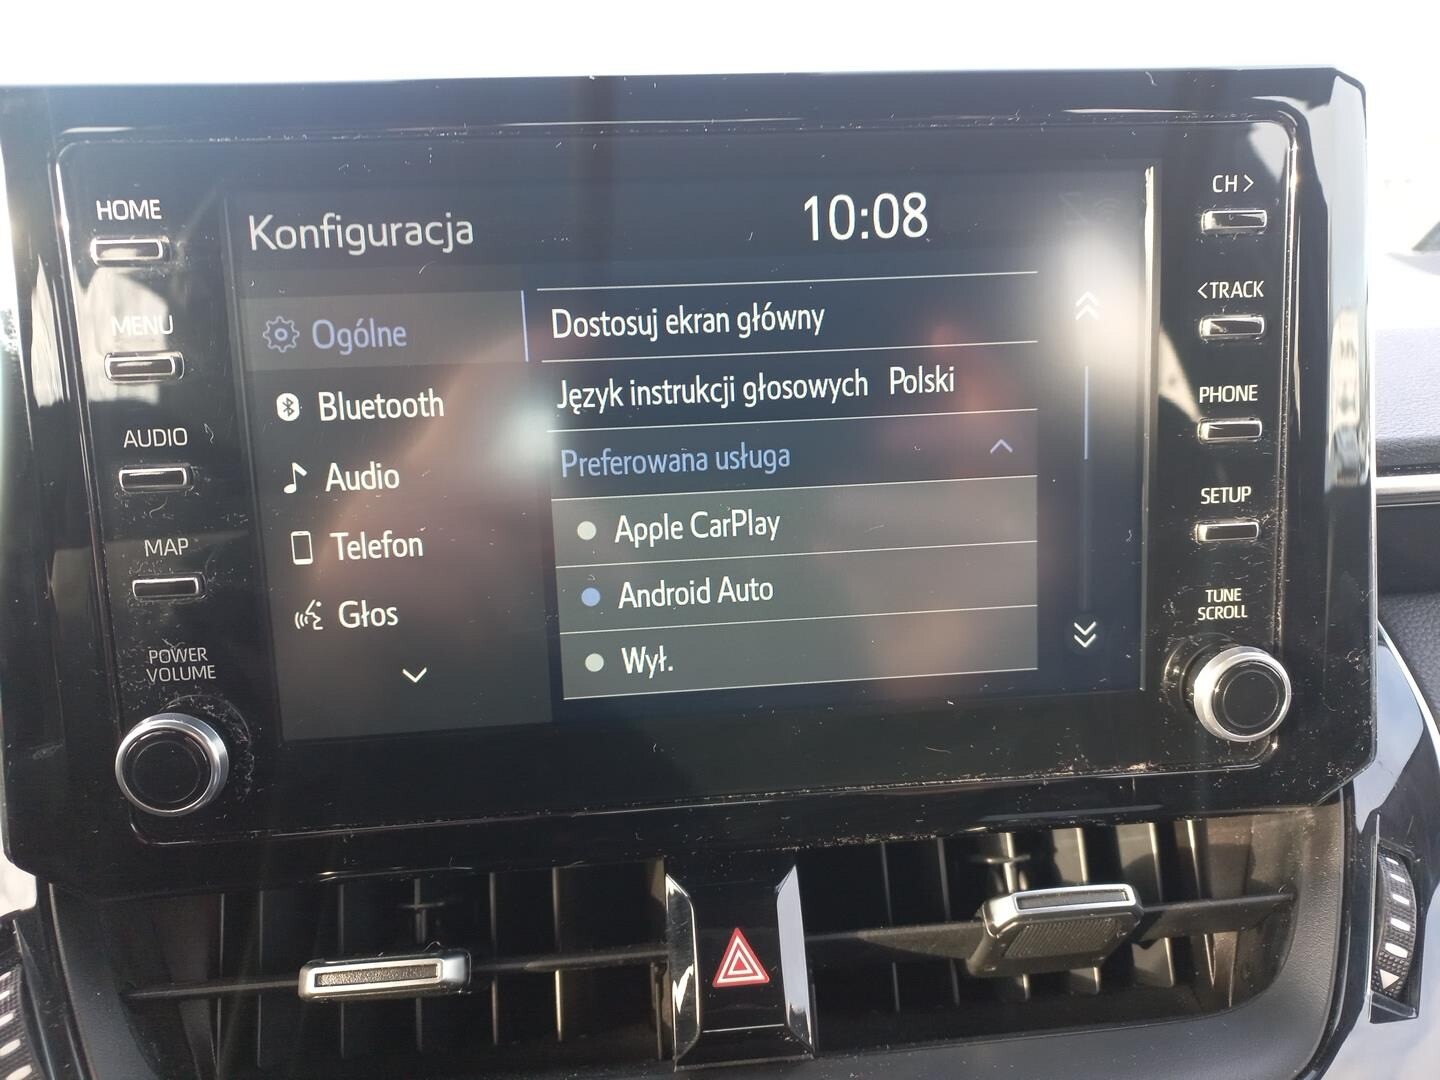 HOME
MENU
AUDIO
MAP
POWER
VOLUME
Konfiguracja
10:08
Ogólne
Bluetooth
Audio
Telefon
Głos
Dostosuj ekran główny
Język instrukcji głosowych Polski
Preferowana usługa
Apple CarPlay
Android Auto
Wył.
CH>
<TRACK
PHONE
SETUP
TUNE
SCROLL